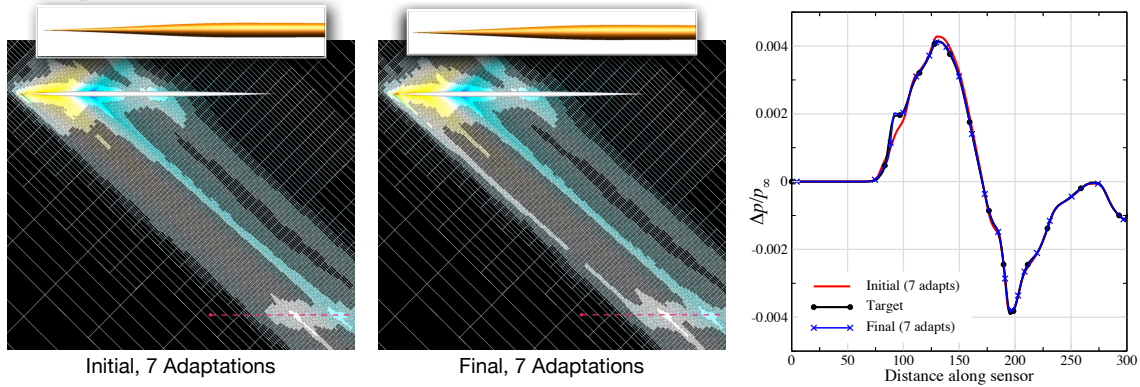 Initial, 7 Adaptations
Final, 7 Adaptations
0.004
0.002
0
-0.002
-0.004
Δp/p∞
Initial (7 adapts)
Target
Final (7 adapts)
0 50 100 150 200 250 300
Distance along sensor